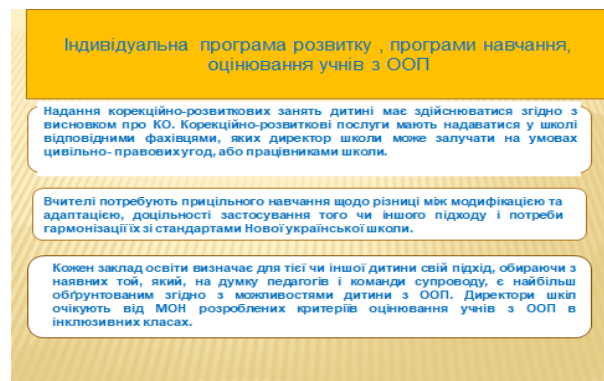 Індивідуальна програма розвитку , програми навчання,
оцінювання учнів з ООП
Надання корекційно-розвиткових занять дитині має здійснюватися згідно з
висновком про КО. Корекційно-розвиткові послуги мають надаватися у школі
відповідними фахівцями, яких директор школи може залучати на умовах
цивільно- правових угод, або працівниками школи.
Вчителі потребують прицільного навчання щодо різниці між модифікацією та
адаптацією, доцільності застосування того чи іншого підходу і потреби
гармонізації їх зі стандартами Нової української школи.
Кожен заклад освіти визначає для тієї чи іншої дитини свій підхід, обираючи з
наявних той, який, на думку педагогів і команди супроводу, є найбільш
обґрунтованим згідно з можливостями дитини з ООП. Директори шкіл
очікують від МОН розроблених критеріїв оцінювання учнів з ООП в
інклюзивних класах.